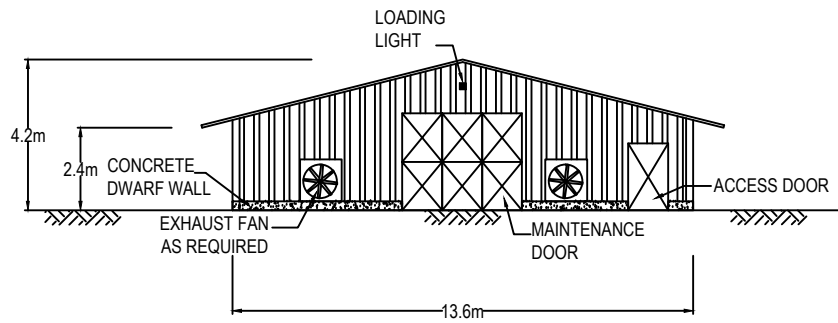 LOADING
LIGHT
4.2m
2.4m
CONCRETE
DWARF WALL
ACCESS DOOR
EXHAUST FAN
AS REQUIRED
MAINTENANCE
DOOR
13.6m